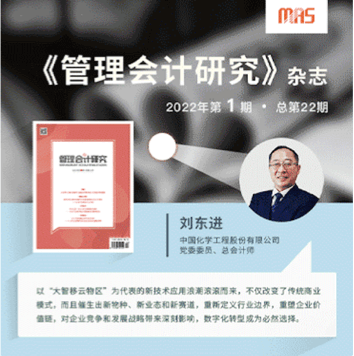 MAS
《管理会计研究》杂志
2022年第1期 · 总第22期
管理会计研究
刘东进
中国化学工程股份有限公司
党委委员、总会计师
以“大智移云物区”为代表的新技术应用浪潮滚滚而来，不仅改变了传统商业
模式，而且催生出新物种、新业态和新赛道，重新定义行业边界，重塑企业价
值链，对企业竞争和发展战略带来深刻影响，数字化转型成为必然选择。